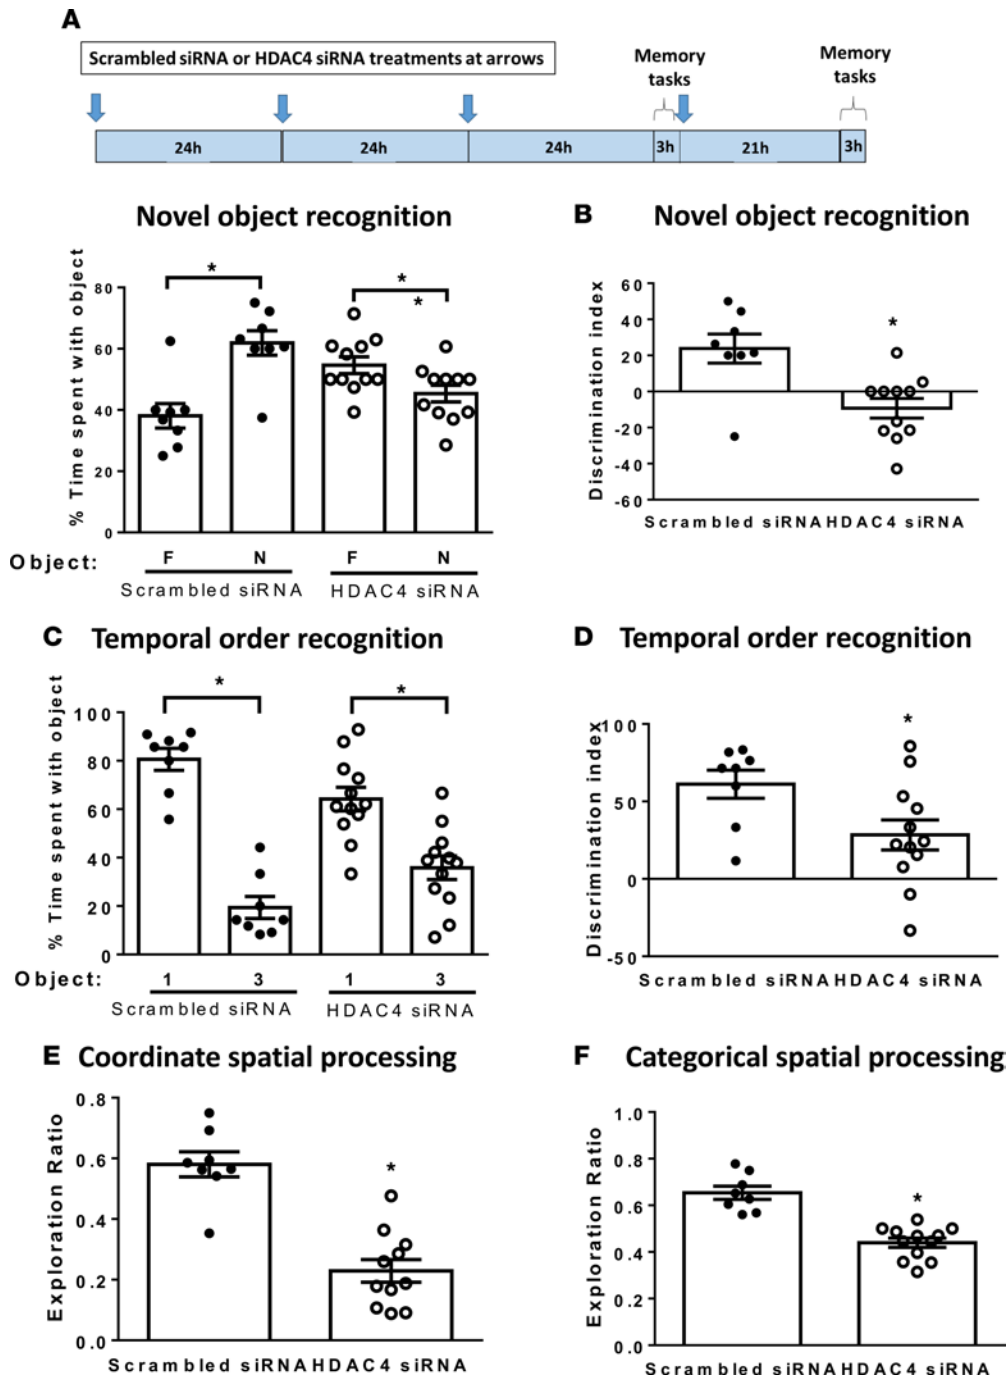 A
Scrambled siRNA or HDAC4 siRNA treatments at arrows
Memory tasks
Memory tasks
24h 24h 24h 3h 21h 3h
Novel object recognition
% Time spent with object
80
60
40
20
0
*
*
*
Object: F N F N
Scrambled siRNA HDAC4 siRNA
B Novel object recognition
Discrimination index
60
40
20
0
-20
-40
-60
*
Scrambled siRNA HDAC4 siRNA
C Temporal order recognition
% Time spent with object
100
80
60
40
20
0
*
*
Object: 1 3 1 3
Scrambled siRNA HDAC4 siRNA
D Temporal order recognition
Discrimination index
100
50
0
-50
*
Scrambled siRNA HDAC4 siRNA
E Coordinate spatial processing
Exploration Ratio
0.8
0.6
0.4
0.2
0.0
*
Scrambled siRNA HDAC4 siRNA
F Categorical spatial processing
Exploration Ratio
1.0
0.8
0.6
0.4
0.2
0.0
*
Scrambled siRNA HDAC4 siRNA